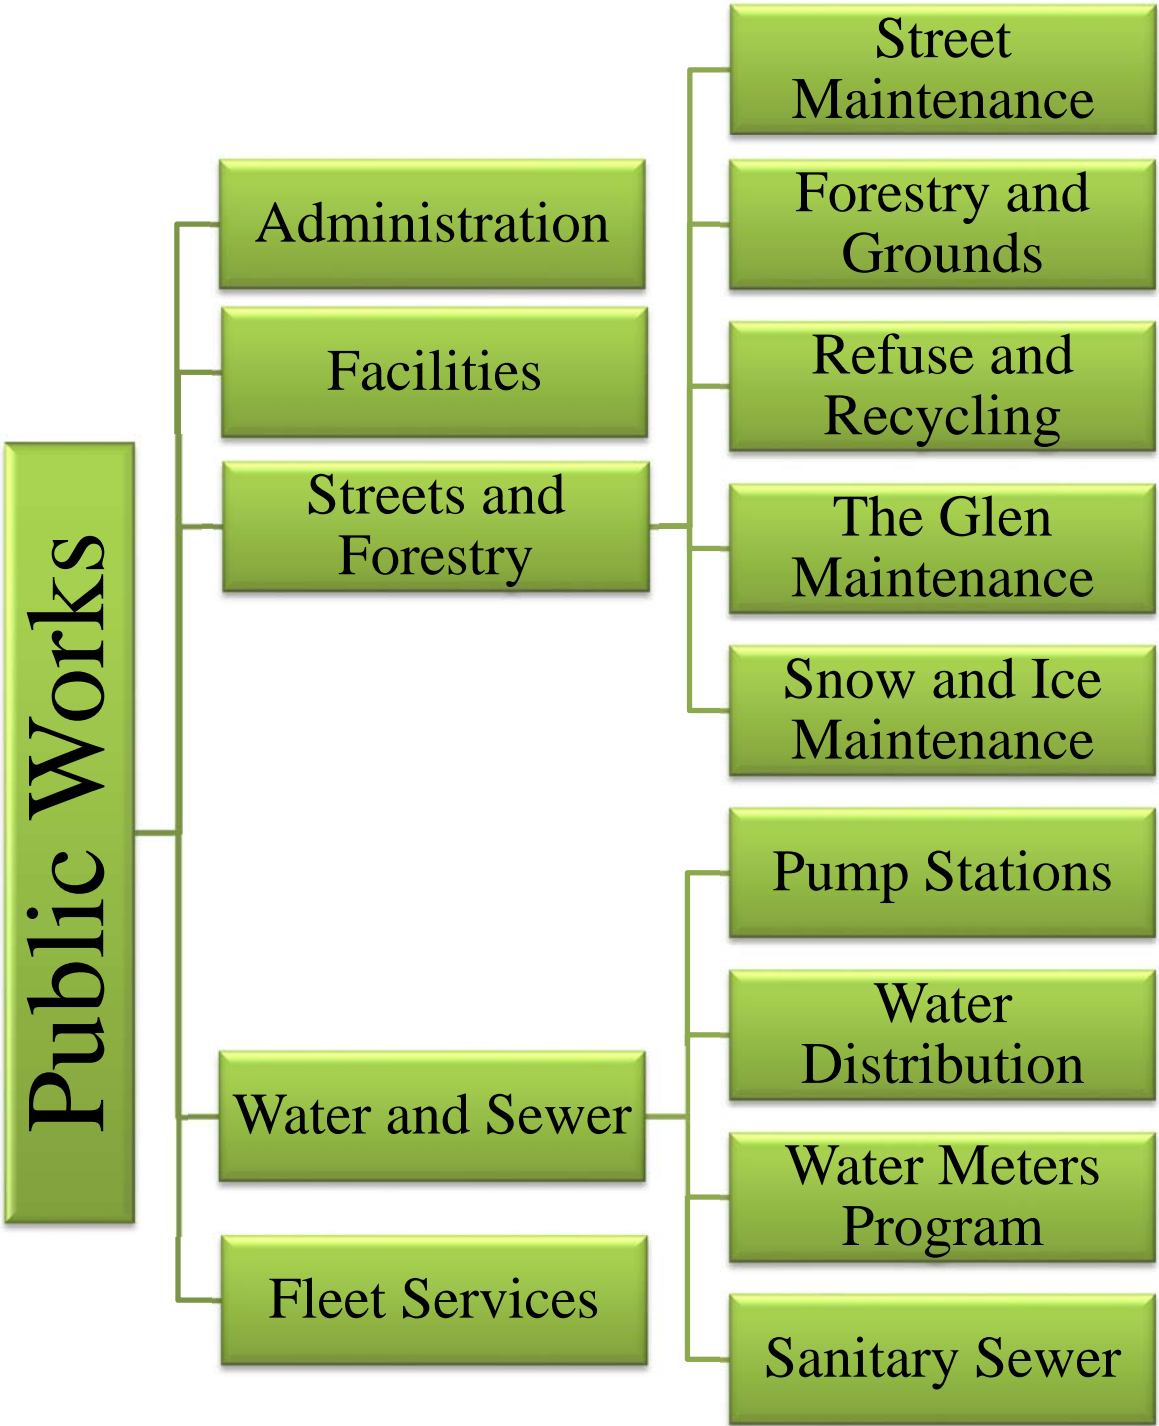 Public Works
Administration
Facilities
Streets and
Forestry
Street
Maintenance
Forestry and
Grounds
Refuse and
Recycling
The Glen
Maintenance
Snow and Ice
Maintenance
Water and Sewer
Pump Stations
Water
Distribution
Water Meters
Program
Sanitary Sewer
Fleet Services